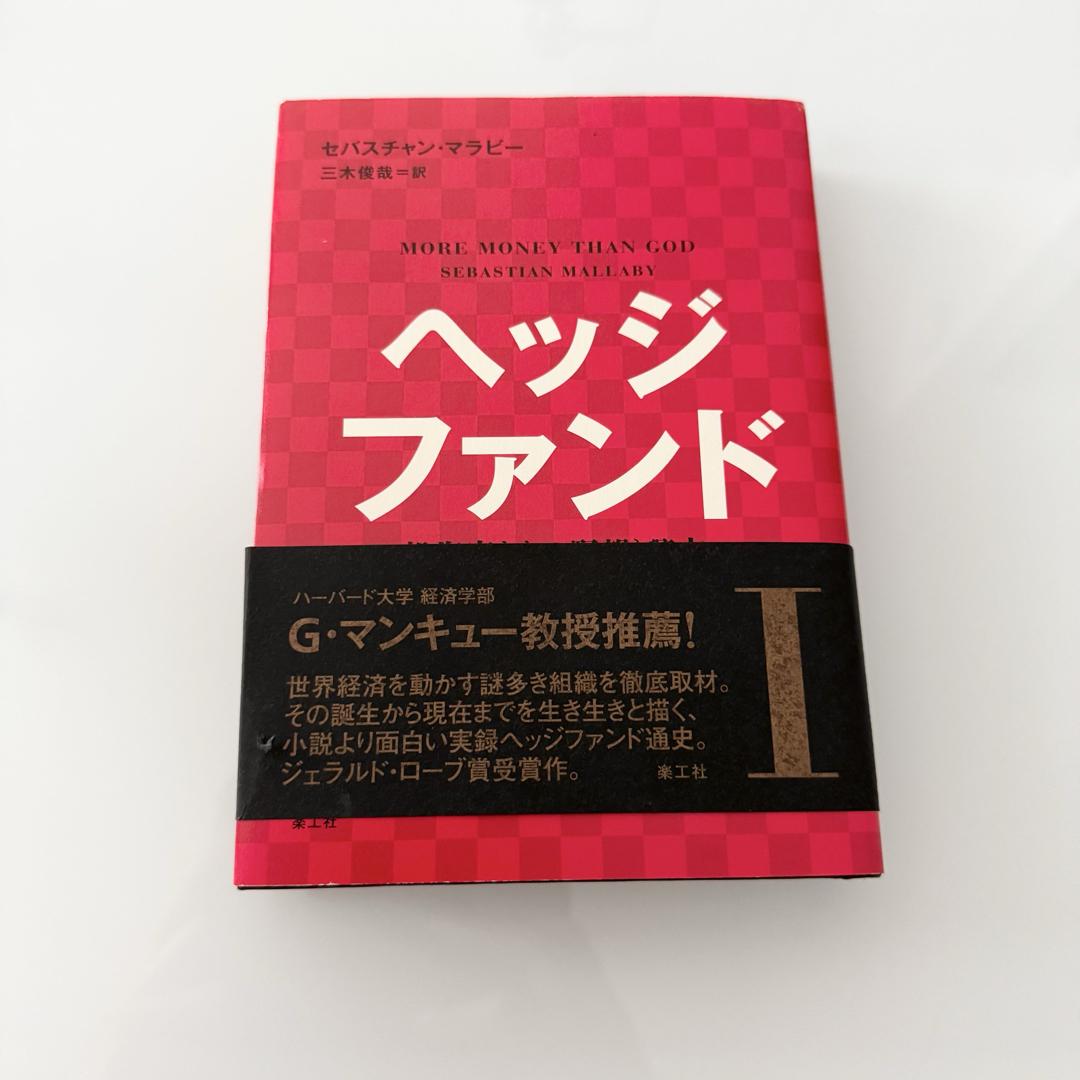 セバスチャン・マラビー
三木俊哉＝訳
MORE MONEY THAN GOD
SEBASTIAN MALLABY
ヘッジ
ファンド
ハーバード大学 経済学部
G・マンキュー教授推薦！
世界経済を動かす謎多き組織を徹底取材。
その誕生から現在までを生き生きと描く、
小説より面白い実録ヘッジファンド通史。
ジェラルド・ローブ賞受賞作。
楽工社
I
楽工社